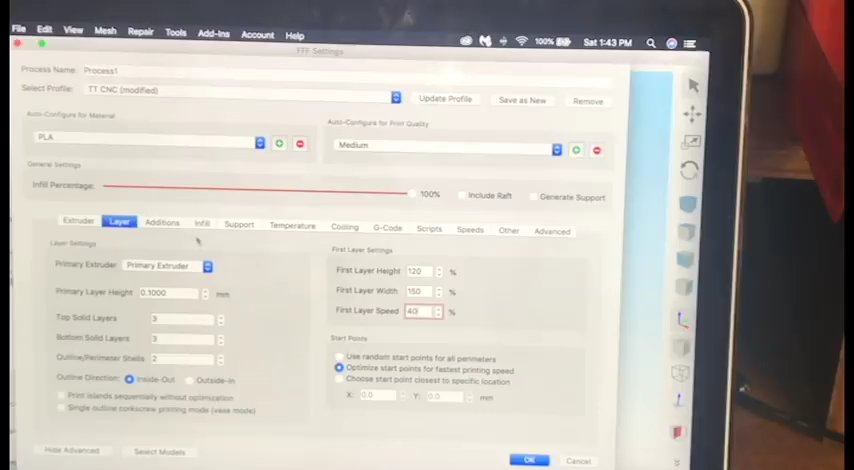 File Edit View Mesh Repair Tools Add-Ins Account Help 100% Sat 1:43 PM
FFF Settings
Process Name: Process1
Select Profile: TT CNC (modified) Update Profile Save as New Remove
Auto-Configure for Material Auto-Configure for Print Quality
PLA Medium
General Settings
Infill Percentage: 100% Include Raft Generate Support
Extruder Layer Additions Infill Support Temperature Cooling G-Code Scripts Speeds Other Advanced
Layer Settings
Primary Extruder Primary Extruder
Primary Layer Height 0.1000 mm
Top Solid Layers 3
Bottom Solid Layers 3
Outline/Perimeter Shells 2
Outline Direction: Inside-Out Outside-In
Print islands sequentially without optimization
Single outline corkscrew printing mode (vase mode)
First Layer Settings
First Layer Height 120 %
First Layer Width 150 %
First Layer Speed 40 %
Start Points
Use random start points for all perimeters
Optimize start points for fastest printing speed
Choose start point closest to specific location
X: 0.0 Y: 0.0 mm
Hide Advanced Select Models OK Cancel